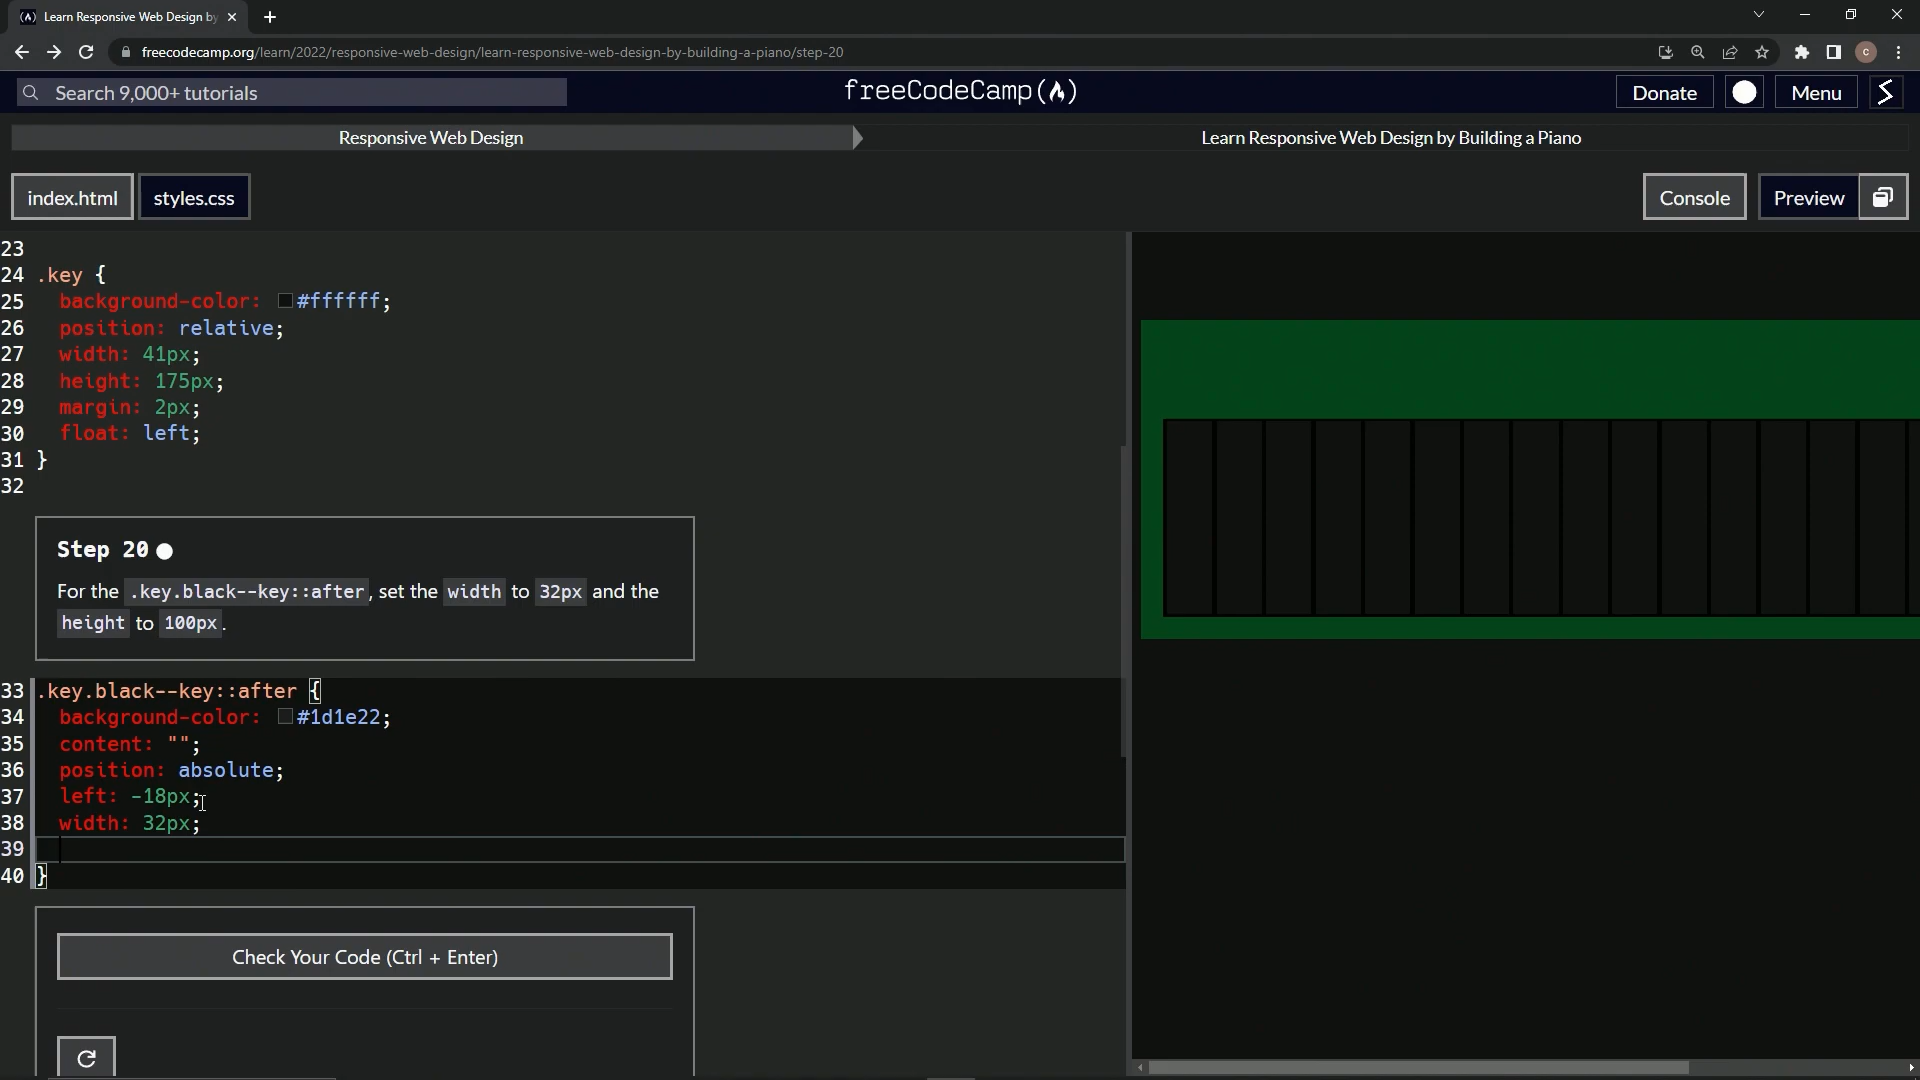 Learn Responsive Web Design by
freecodecamp.org/learn/2022/responsive-web-design/learn-responsive-web-design-by-building-a-piano/step-20
C
Search 9,000+ tutorials
freeCodeCamp(🔥)
Donate
Menu
Responsive Web Design
Learn Responsive Web Design by Building a Piano
index.html
styles.css
Console
Preview
23
24 .key {
25 background-color: #ffffff;
26 position: relative;
27 width: 41px;
28 height: 175px;
29 margin: 2px;
30 float: left;
31 }
32
Step 20
For the .key.black--key::after, set the width to 32px and the
height to 100px.
33 .key.black--key::after {
34 background-color: #1d1e22;
35 content: "";
36 position: absolute;
37 left: -18px;
38 width: 32px;
39
40 }
Check Your Code (Ctrl + Enter)